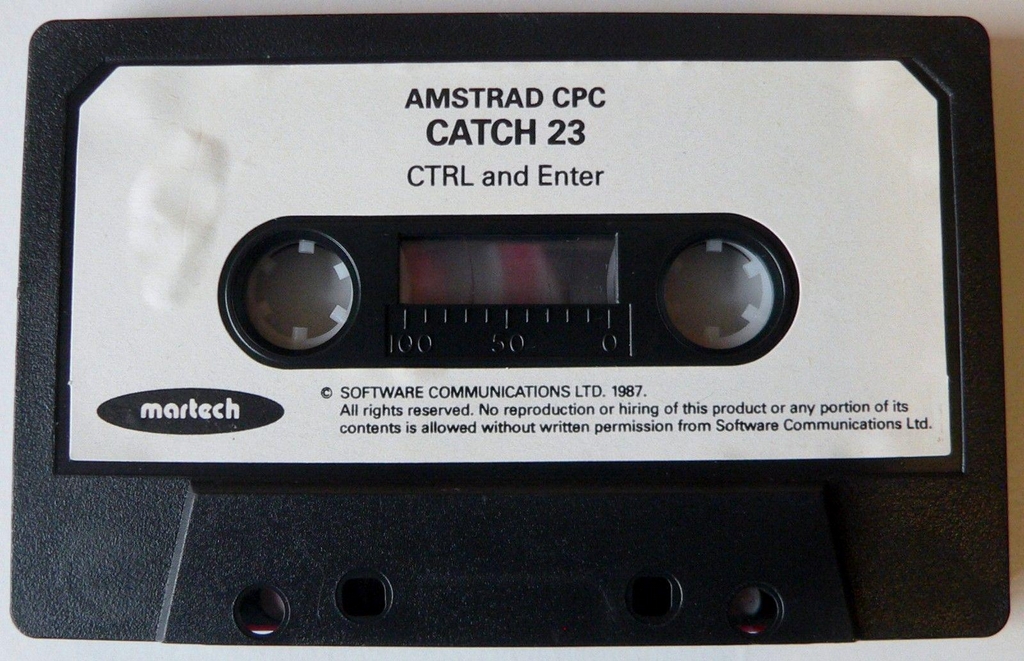 AMSTRAD CPC
CATCH 23
CTRL and Enter
100 50 0
martech
© SOFTWARE COMMUNICATIONS LTD. 1987.
All rights reserved. No reproduction or hiring of this product or any portion of its
contents is allowed without written permission from Software Communications Ltd.